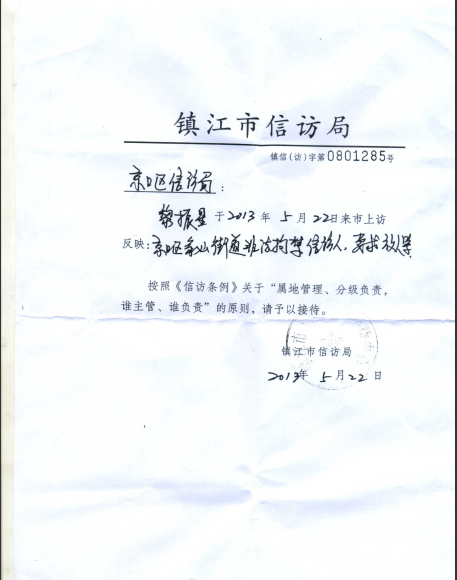 镇江市信访局
镇信(访)字第0801285号
京口区信访局：
振 于2013年5月22日来市上访
反映：京口区象山街道非法拘禁信访人，要求放人等
按照《信访条例》关于“属地管理、分级负责，
谁主管、谁负责”的原则，请予以接待。
镇江市信访局
2013年5月22日